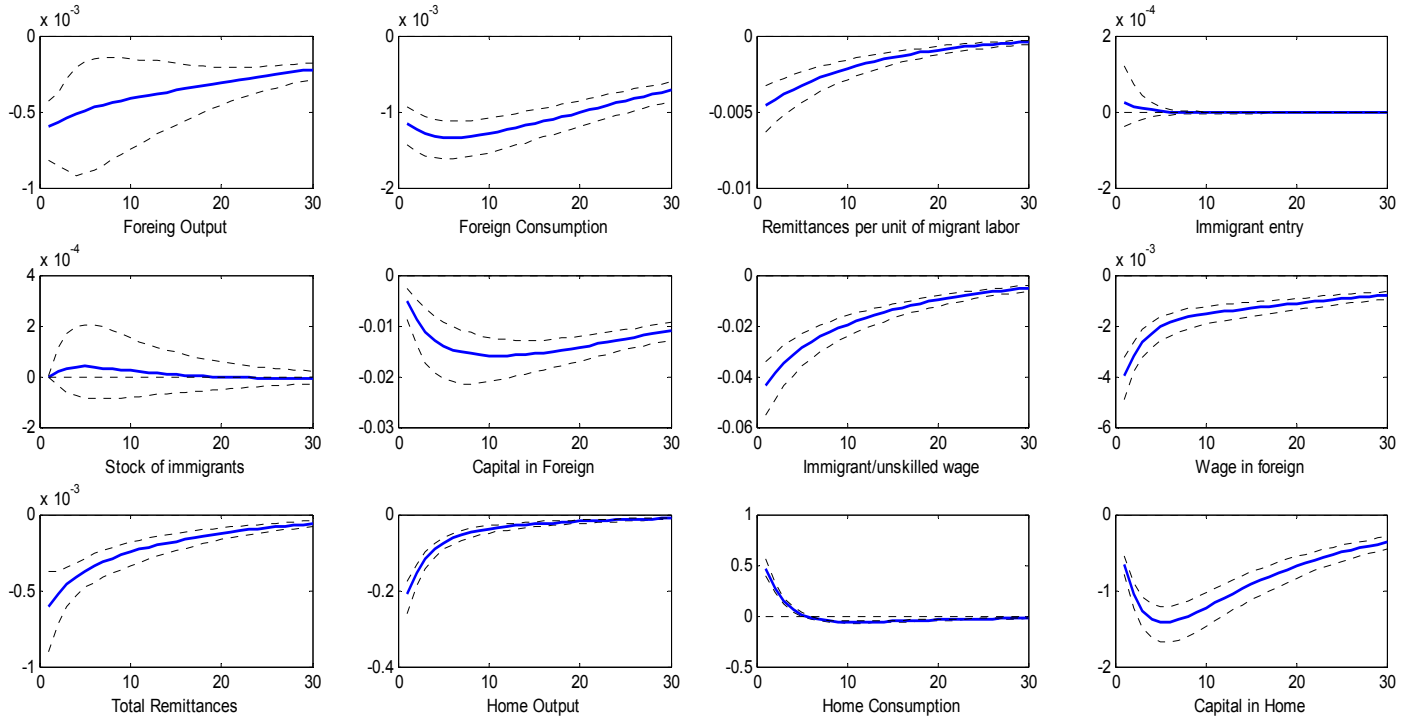 x 10^-3
0
-0.5
-1
0 10 20 30
Foreing Output
x 10^-3
0
-1
-2
0 10 20 30
Foreign Consumption
0
-0.005
-0.01
0 10 20 30
Remittances per unit of migrant labor
x 10^-4
2
0
-2
0 10 20 30
Immigrant entry
x 10^-4
4
2
0
-2
0 10 20 30
Stock of immigrants
0
-0.01
-0.02
-0.03
0 10 20 30
Capital in Foreign
0
-0.02
-0.04
-0.06
0 10 20 30
Immigrant/unskilled wage
x 10^-3
0
-2
-4
-6
0 10 20 30
Wage in foreign
x 10^-3
0
-0.5
-1
0 10 20 30
Total Remittances
0
-0.2
-0.4
0 10 20 30
Home Output
1
0.5
0
-0.5
0 10 20 30
Home Consumption
0
-1
-2
0 10 20 30
Capital in Home